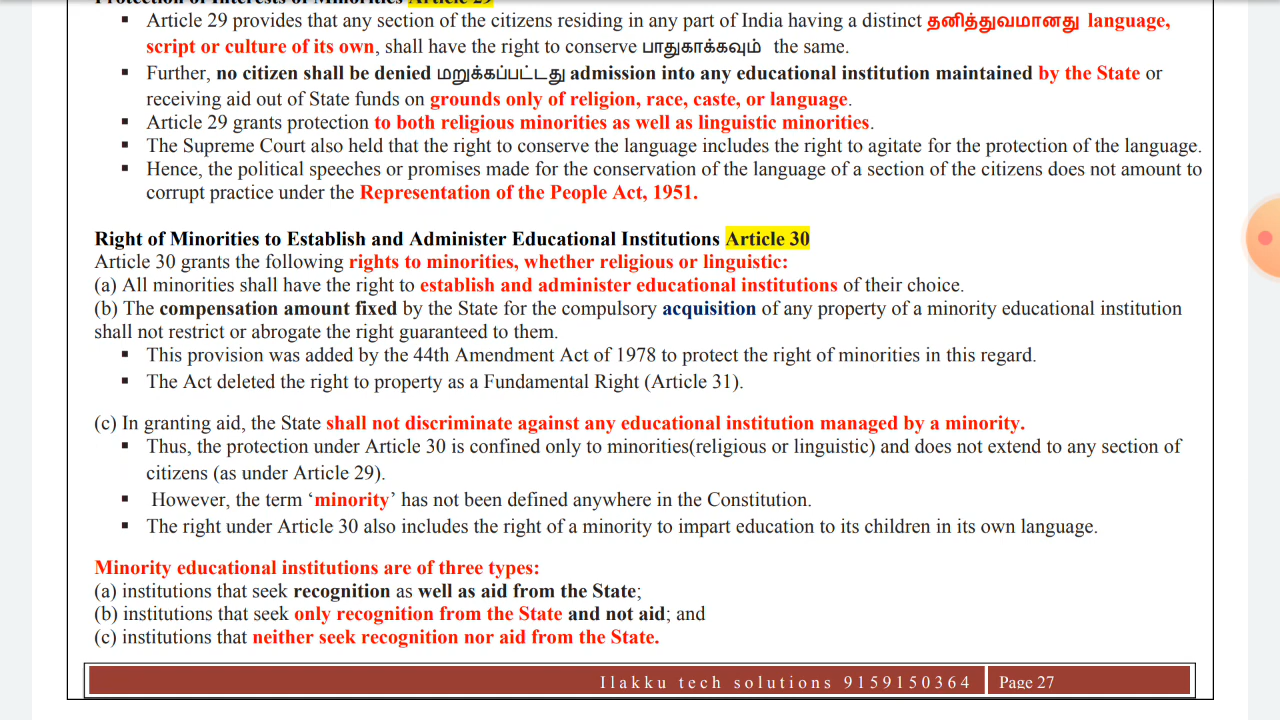 Protection of Interests of Minorities Article 29
▪ Article 29 provides that any section of the citizens residing in any part of India having a distinct தனித்துவமானது language,
script or culture of its own, shall have the right to conserve பாதுகாக்கவும் the same.
▪ Further, no citizen shall be denied மறுக்கப்பட்டது admission into any educational institution maintained by the State or
receiving aid out of State funds on grounds only of religion, race, caste, or language.
▪ Article 29 grants protection to both religious minorities as well as linguistic minorities.
▪ The Supreme Court also held that the right to conserve the language includes the right to agitate for the protection of the language.
▪ Hence, the political speeches or promises made for the conservation of the language of a section of the citizens does not amount to
corrupt practice under the Representation of the People Act, 1951.
Right of Minorities to Establish and Administer Educational Institutions Article 30
Article 30 grants the following rights to minorities, whether religious or linguistic:
(a) All minorities shall have the right to establish and administer educational institutions of their choice.
(b) The compensation amount fixed by the State for the compulsory acquisition of any property of a minority educational institution
shall not restrict or abrogate the right guaranteed to them.
▪ This provision was added by the 44th Amendment Act of 1978 to protect the right of minorities in this regard.
▪ The Act deleted the right to property as a Fundamental Right (Article 31).
(c) In granting aid, the State shall not discriminate against any educational institution managed by a minority.
▪ Thus, the protection under Article 30 is confined only to minorities(religious or linguistic) and does not extend to any section of
citizens (as under Article 29).
▪ However, the term ‘minority’ has not been defined anywhere in the Constitution.
▪ The right under Article 30 also includes the right of a minority to impart education to its children in its own language.
Minority educational institutions are of three types:
(a) institutions that seek recognition as well as aid from the State;
(b) institutions that seek only recognition from the State and not aid; and
(c) institutions that neither seek recognition nor aid from the State.
Ilakku tech solutions 9159150364 Page 27